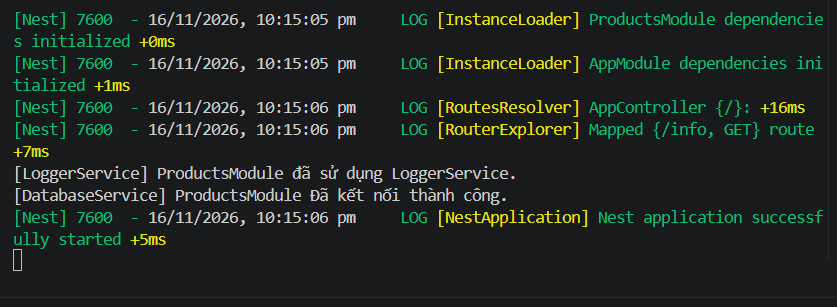 [Nest] 7600  - 16/11/2026, 10:15:05 pm     LOG [InstanceLoader] ProductsModule dependencie
s initialized +0ms
[Nest] 7600  - 16/11/2026, 10:15:05 pm     LOG [InstanceLoader] AppModule dependencies ini
tialized +1ms
[Nest] 7600  - 16/11/2026, 10:15:06 pm     LOG [RoutesResolver] AppController {/}: +16ms
[Nest] 7600  - 16/11/2026, 10:15:06 pm     LOG [RouterExplorer] Mapped {/info, GET} route
+7ms
[LoggerService] ProductsModule đã sử dụng LoggerService.
[DatabaseService] ProductsModule Đã kết nối thành công.
[Nest] 7600  - 16/11/2026, 10:15:06 pm     LOG [NestApplication] Nest application successf
ully started +5ms